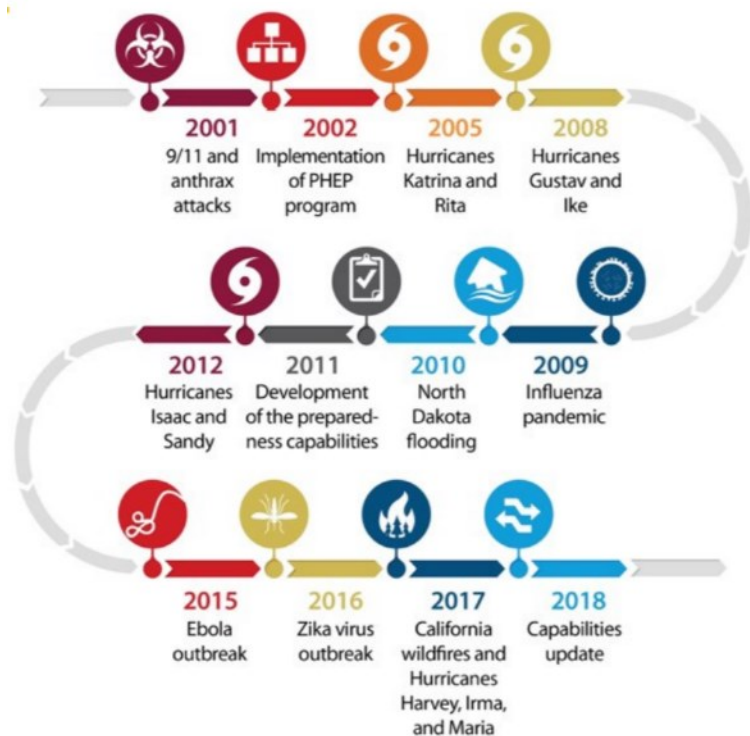 2001
9/11 and
anthrax
attacks
2002
Implementation
of PHEP
program
2005
Hurricanes
Katrina and
Rita
2008
Hurricanes
Gustav and
Ike
2012
Hurricanes
Isaac and
Sandy
2011
Development
of the prepared-
ness capabilities
2010
North
Dakota
flooding
2009
Influenza
pandemic
2015
Ebola
outbreak
2016
Zika virus
outbreak
2017
California
wildfires and
Hurricanes
Harvey, Irma,
and Maria
2018
Capabilities
update